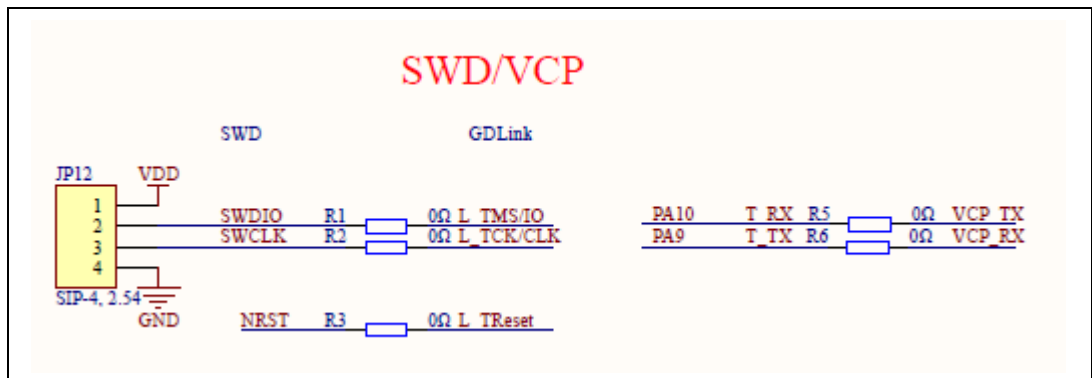 SWD/VCP
SWD GDLink
JP12 VDD
1
2 SWDIO R1 0Ω L_TMS/IO PA10 T_RX R5 0Ω VCP_TX
3 SWCLK R2 0Ω L_TCK/CLK PA9 T_TX R6 0Ω VCP_RX
4
SIP-4, 2.54
GND NRST R3 0Ω L_TReset